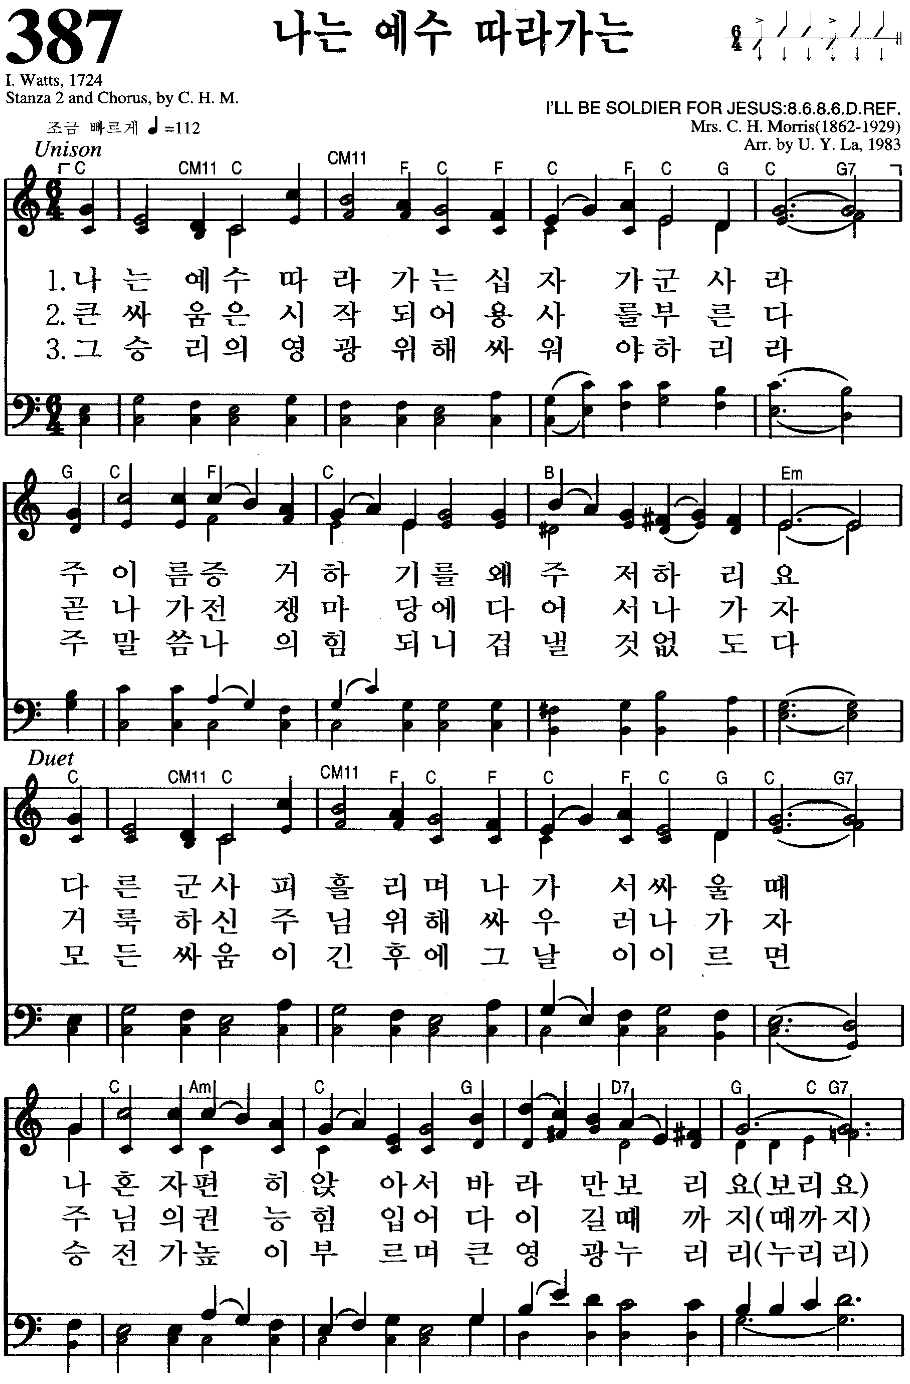 387
나는 예수 따라가는
6/4
I. Watts, 1724
Stanza 2 and Chorus, by C. H. M.
I'LL BE SOLDIER FOR JESUS:8.6.8.6.D.REF.
Mrs. C. H. Morris(1862-1929)
Arr. by U. Y. La, 1983
조금 빠르게 ♩=112
Unison
C CM11 C CM11 F C F C F C G C G7
1.나 는 예수 따 라 가는 십 자 가군 사 라
2.큰 싸 움은 시 작 되어 용 사 를부 른 다
3.그 승 리의 영 광 위해 싸 워 야하 리 라
G C F C B Em
주 이 름증 거 하 기를 왜 주 저하 리 요
곧 나 가전 쟁 마 당에 다 어 서나 가 자
주 말 씀나 의 힘 되니 겁 낼 것없 도 다
Duet
C CM11 C CM11 F C F C F C G C G7
다 른 군사 피 흘 리며 나 가 서싸 울 때
거 룩 하신 주 님 위해 싸 우 러나 가 자
모 든 싸움 이 긴 후에 그 날 이이 르 면
C Am C G D7 G C G7
나 혼 자편 히 앉 아서 바 라 만보 리 요(보리요)
주 님 의권 능 힘 입어 다 이 길때 까 지(때까지)
승 전 가높 이 부 르며 큰 영 광누 리 리(누리리)